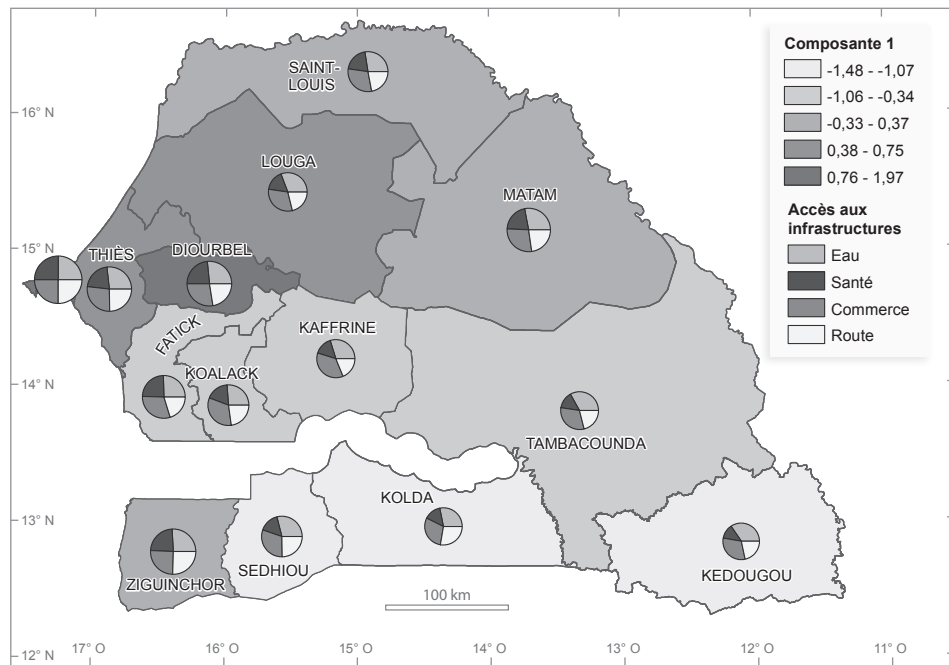 Composante 1
-1,48 - -1,07
-1,06 - -0,34
-0,33 - 0,37
0,38 - 0,75
0,76 - 1,97
Accès aux
infrastructures
Eau
Santé
Commerce
Route
SAINT-
LOUIS
LOUGA
MATAM
THIÈS
DIOURBEL
FATICK
KAFFRINE
KOALACK
TAMBACOUNDA
KOLDA
ZIGUINCHOR
SEDHIOU
KEDOUGOU
100 km
16° N
15° N
14° N
13° N
12° N
17° O
16° O
15° O
14° O
13° O
12° O
11° O